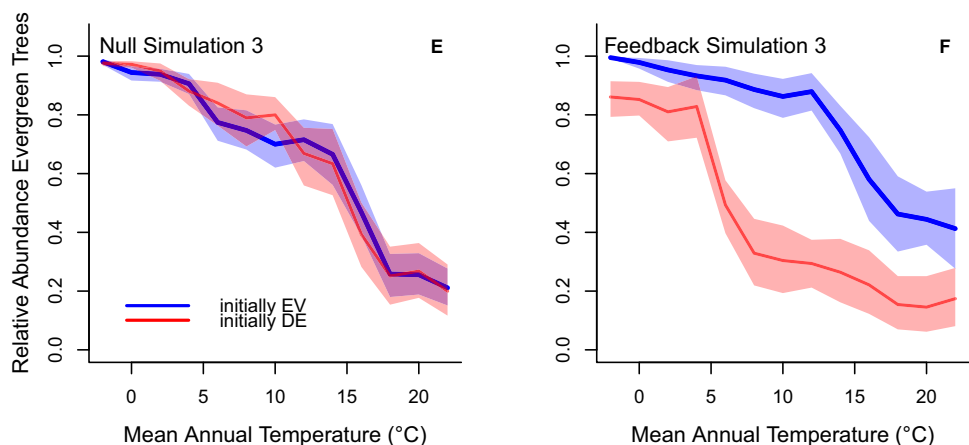 Null Simulation 3 E
Feedback Simulation 3 F
Relative Abundance Evergreen Trees
1.0
0.8
0.6
0.4
0.2
0.0
initially EV
initially DE
0 5 10 15 20
Mean Annual Temperature (°C)
1.0
0.8
0.6
0.4
0.2
0.0
0 5 10 15 20
Mean Annual Temperature (°C)